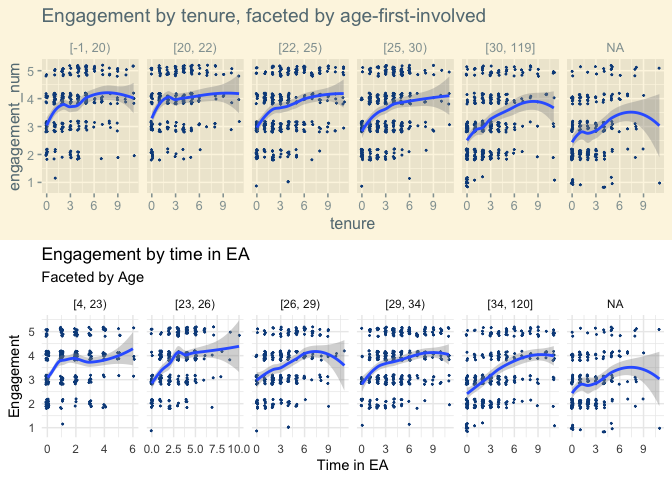 Engagement by tenure, faceted by age-first-involved
[-1, 20) [20, 22) [22, 25) [25, 30) [30, 119] NA
engagement_num
5
4
3
2
1
0 3 6 9 0 3 6 9 0 3 6 9 0 3 6 9 0 3 6 9 0 3 6 9
tenure
Engagement by time in EA
Faceted by Age
[4, 23) [23, 26) [26, 29) [29, 34) [34, 120] NA
Engagement
5
4
3
2
1
0 2 4 6 0.0 2.5 5.0 7.5 10.0 0 3 6 9 0 3 6 9 0 3 6 9 0 3 6 9
Time in EA